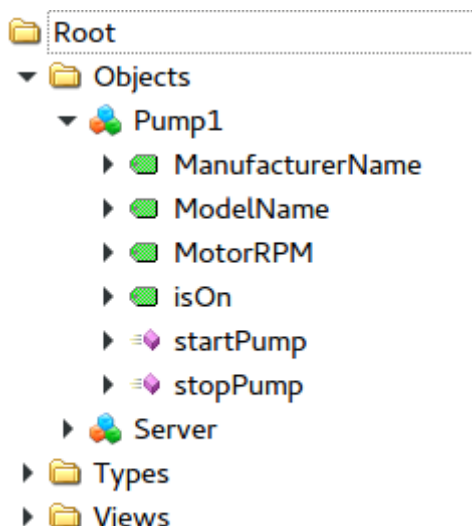 Root
Objects
Pump1
ManufacturerName
ModelName
MotorRPM
isOn
startPump
stopPump
Server
Types
Views